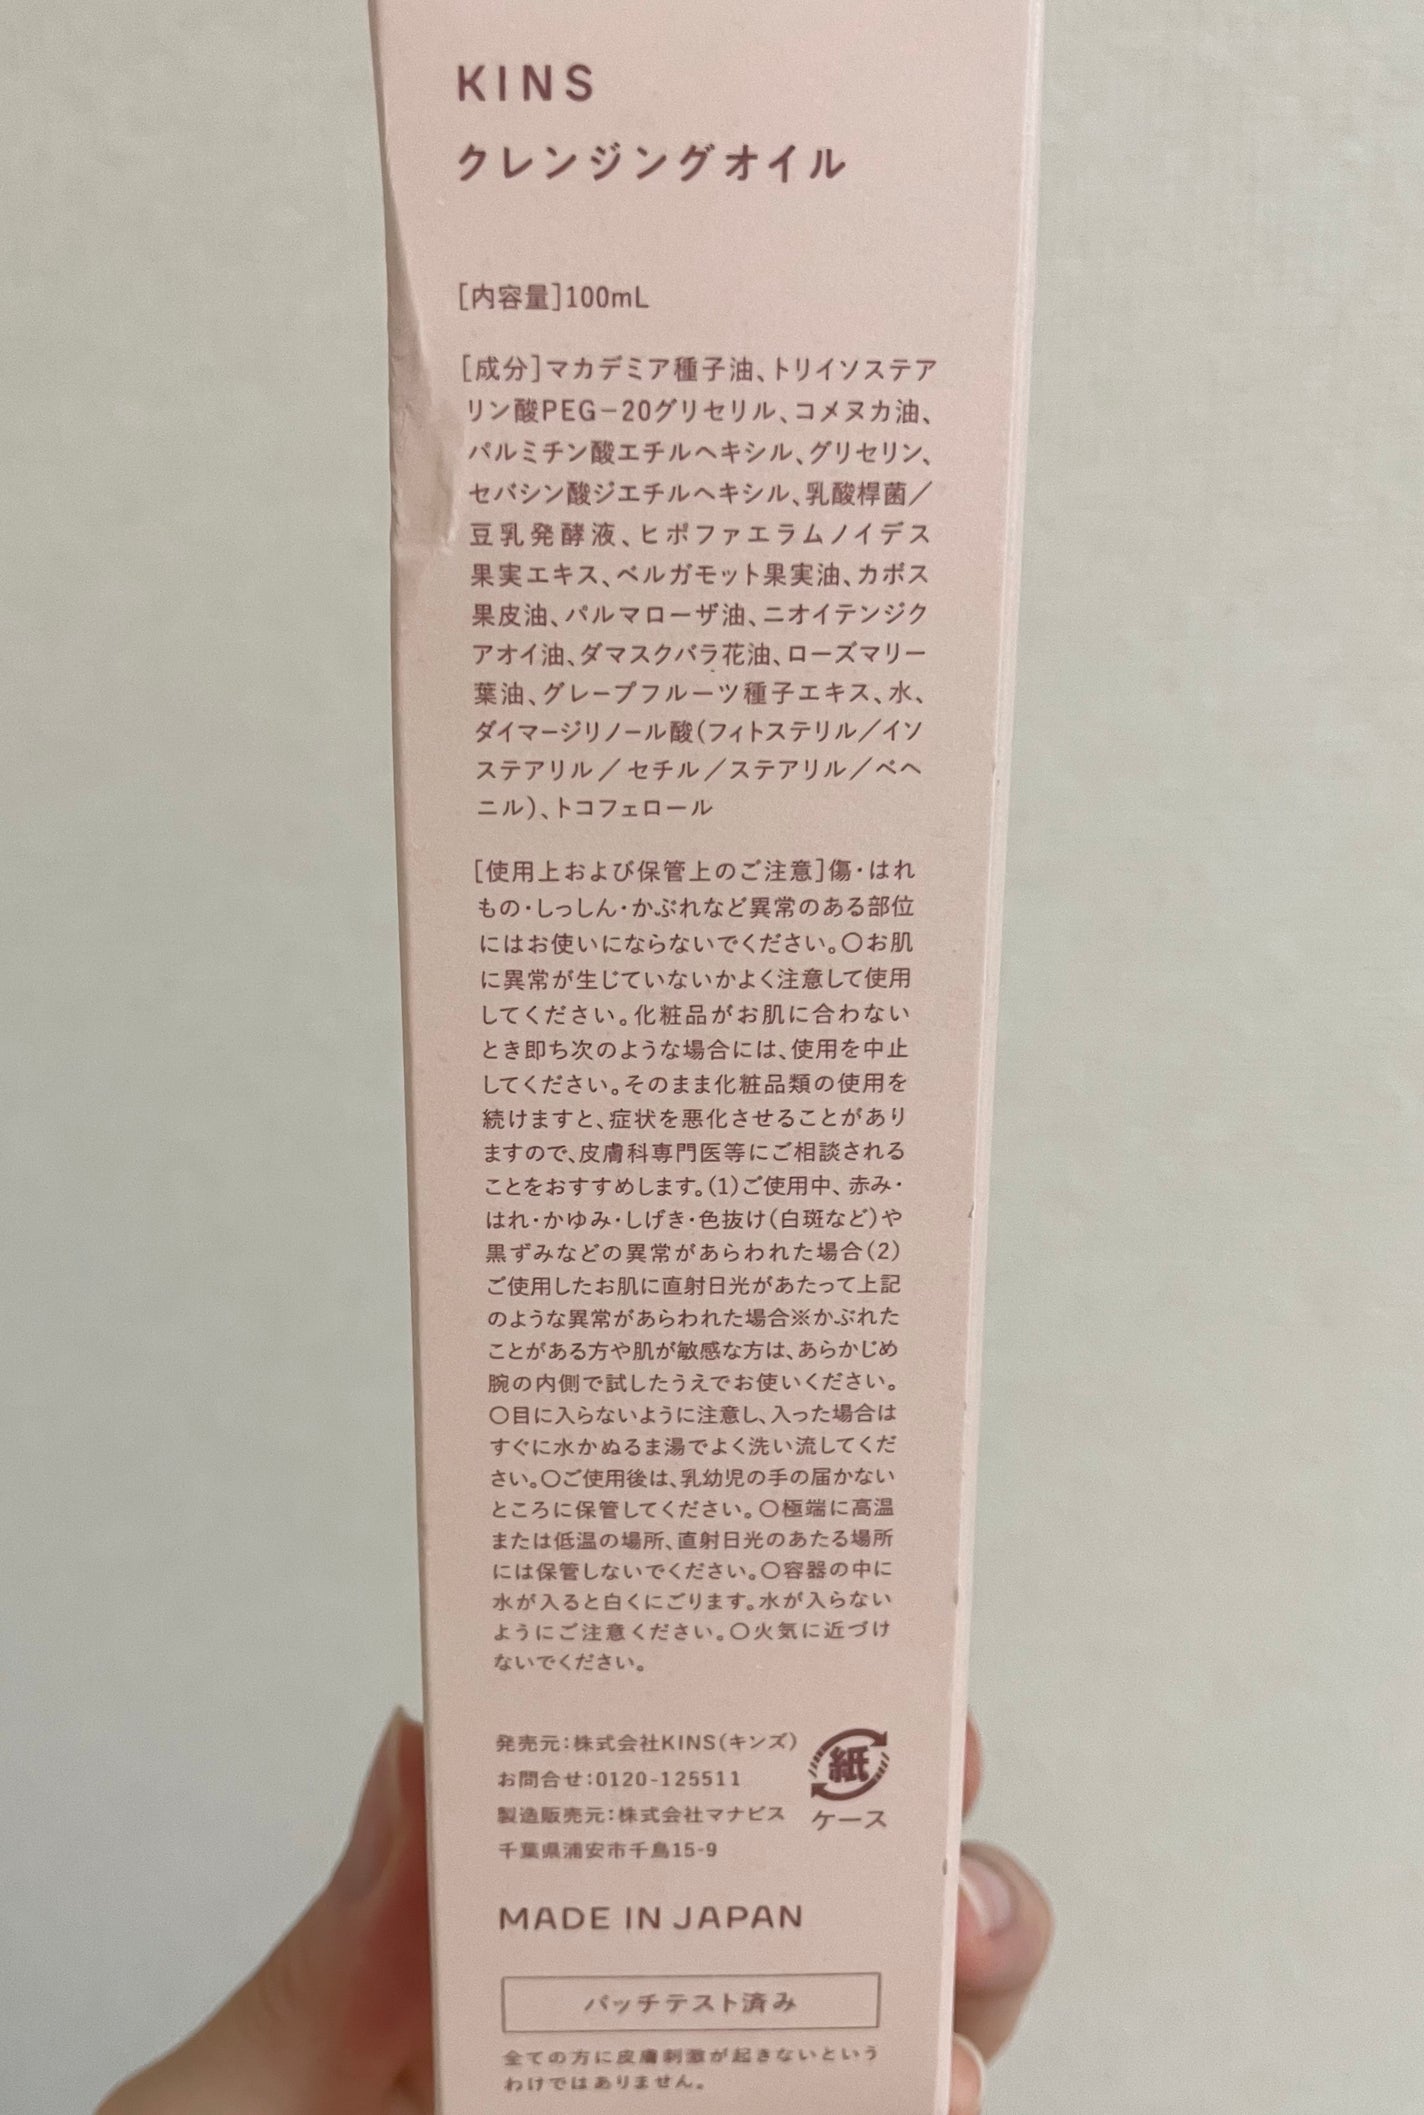 KINS
クレンジングオイル
[内容量]100mL
[成分]マカデミア種子油、トリイソステア
リン酸PEG−20グリセリル、コメヌカ油、
パルミチン酸エチルヘキシル、グリセリン、
セバシン酸ジエチルヘキシル、乳酸桿菌／
豆乳発酵液、ヒポファエラムノイデス
果実エキス、ベルガモット果実油、カボス
果皮油、パルマローザ油、ニオイテンジク
アオイ油、ダマスクバラ花油、ローズマリー
葉油、グレープフルーツ種子エキス、水、
ダイマージリノール酸(フィトステリル／イソ
ステアリル／セチル／ステアリル／ベヘ
ニル)、トコフェロール
[使用上および保管上のご注意]傷・はれ
もの・しっしん・かぶれなど異常のある部位
にはお使いにならないでください。〇お肌
に異常が生じていないかよく注意して使用
してください。化粧品がお肌に合わない
とき即ち次のような場合には、使用を中止
してください。そのまま化粧品類の使用を
続けますと、症状を悪化させることがあり
ますので、皮膚科専門医等にご相談される
ことをおすすめします。(1)ご使用中、赤み・
はれ・かゆみ・しげき・色抜け(白斑など)や
黒ずみなどの異常があらわれた場合(2)
ご使用したお肌に直射日光があたって上記
のような異常があらわれた場合※かぶれた
ことがある方や肌が敏感な方は、あらかじめ
腕の内側で試したうえでお使いください。
〇目に入らないように注意し、入った場合は
すぐに水かぬるま湯でよく洗い流してくだ
さい。〇ご使用後は、乳幼児の手の届かない
ところに保管してください。〇極端に高温
または低温の場所、直射日光のあたる場所
には保管しないでください。〇容器の中に
水が入ると白くにごります。水が入らない
ようにご注意ください。〇火気に近づけ
ないでください。
発売元：株式会社KINS(キンズ)
お問合せ：0120-125511
製造販売元：株式会社マナビス
千葉県浦安市千鳥15-9
紙
ケース
MADE IN JAPAN
パッチテスト済み
全ての方に皮膚刺激が起きないという
わけではありません。